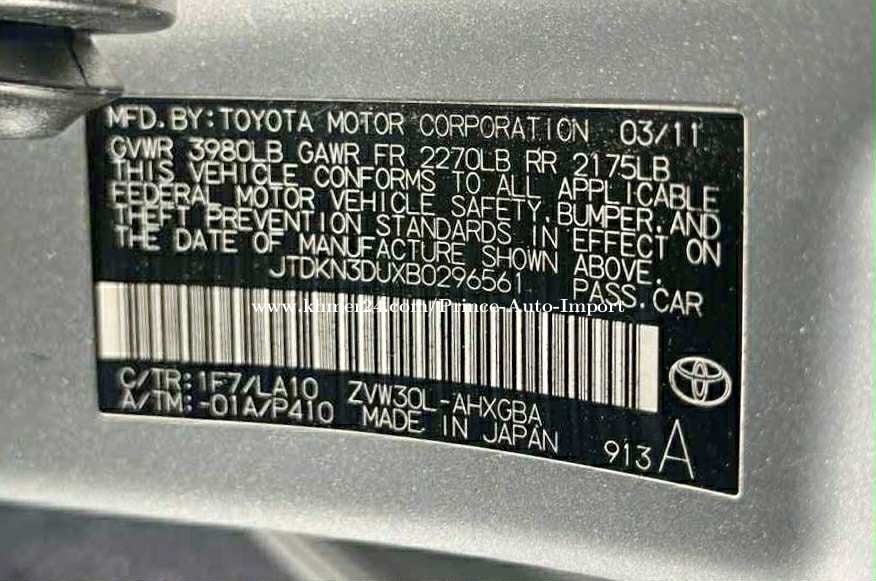 MFD. BY: TOYOTA MOTOR CORPORATION 03/11
GVWR 3980LB GAWR FR 2270LB RR 2175LB
THIS VEHICLE CONFORMS TO ALL APPLICABLE
FEDERAL MOTOR VEHICLE SAFETY, BUMPER, AND
THEFT PREVENTION STANDARDS IN EFFECT ON
THE DATE OF MANUFACTURE SHOWN ABOVE.
JTDKN3DUXB0296561 PASS. CAR
www.khmer24.com/Prince-Auto-Import
C/TR: 1F7/LA10 ZVW30L-AHXGBA
A/TM: -01A/P410 MADE IN JAPAN
913 A